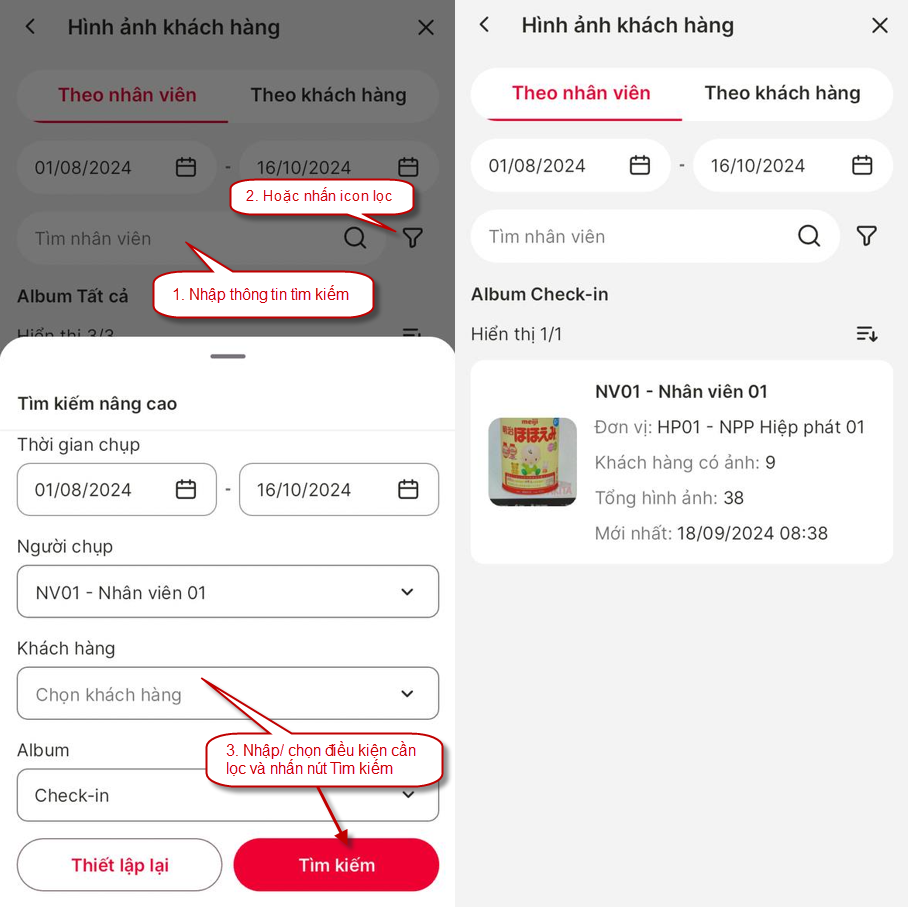 Hình ảnh khách hàng
Theo nhân viên
Theo khách hàng
01/08/2024 - 16/10/2024
2. Hoặc nhấn icon lọc
Tìm nhân viên
1. Nhập thông tin tìm kiếm
Album Tất cả
Hiển thị 3/3
Tìm kiếm nâng cao
Thời gian chụp
01/08/2024 - 16/10/2024
Người chụp
NV01 - Nhân viên 01
Khách hàng
Chọn khách hàng
3. Nhập/ chọn điều kiện cần
lọc và nhấn nút Tìm kiếm
Album
Check-in
Thiết lập lại
Tìm kiếm
Hình ảnh khách hàng
Theo nhân viên
Theo khách hàng
01/08/2024 - 16/10/2024
Tìm nhân viên
Album Check-in
Hiển thị 1/1
NV01 - Nhân viên 01
Đơn vị: HP01 - NPP Hiệp phát 01
Khách hàng có ảnh: 9
Tổng hình ảnh: 38
Mới nhất: 18/09/2024 08:38
meiji
明治
ほほえみ